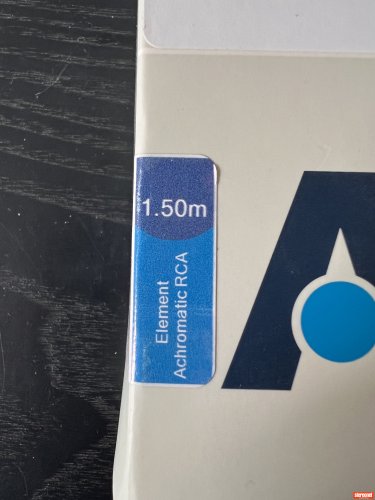 1.50m
Element
Achromatic RCA